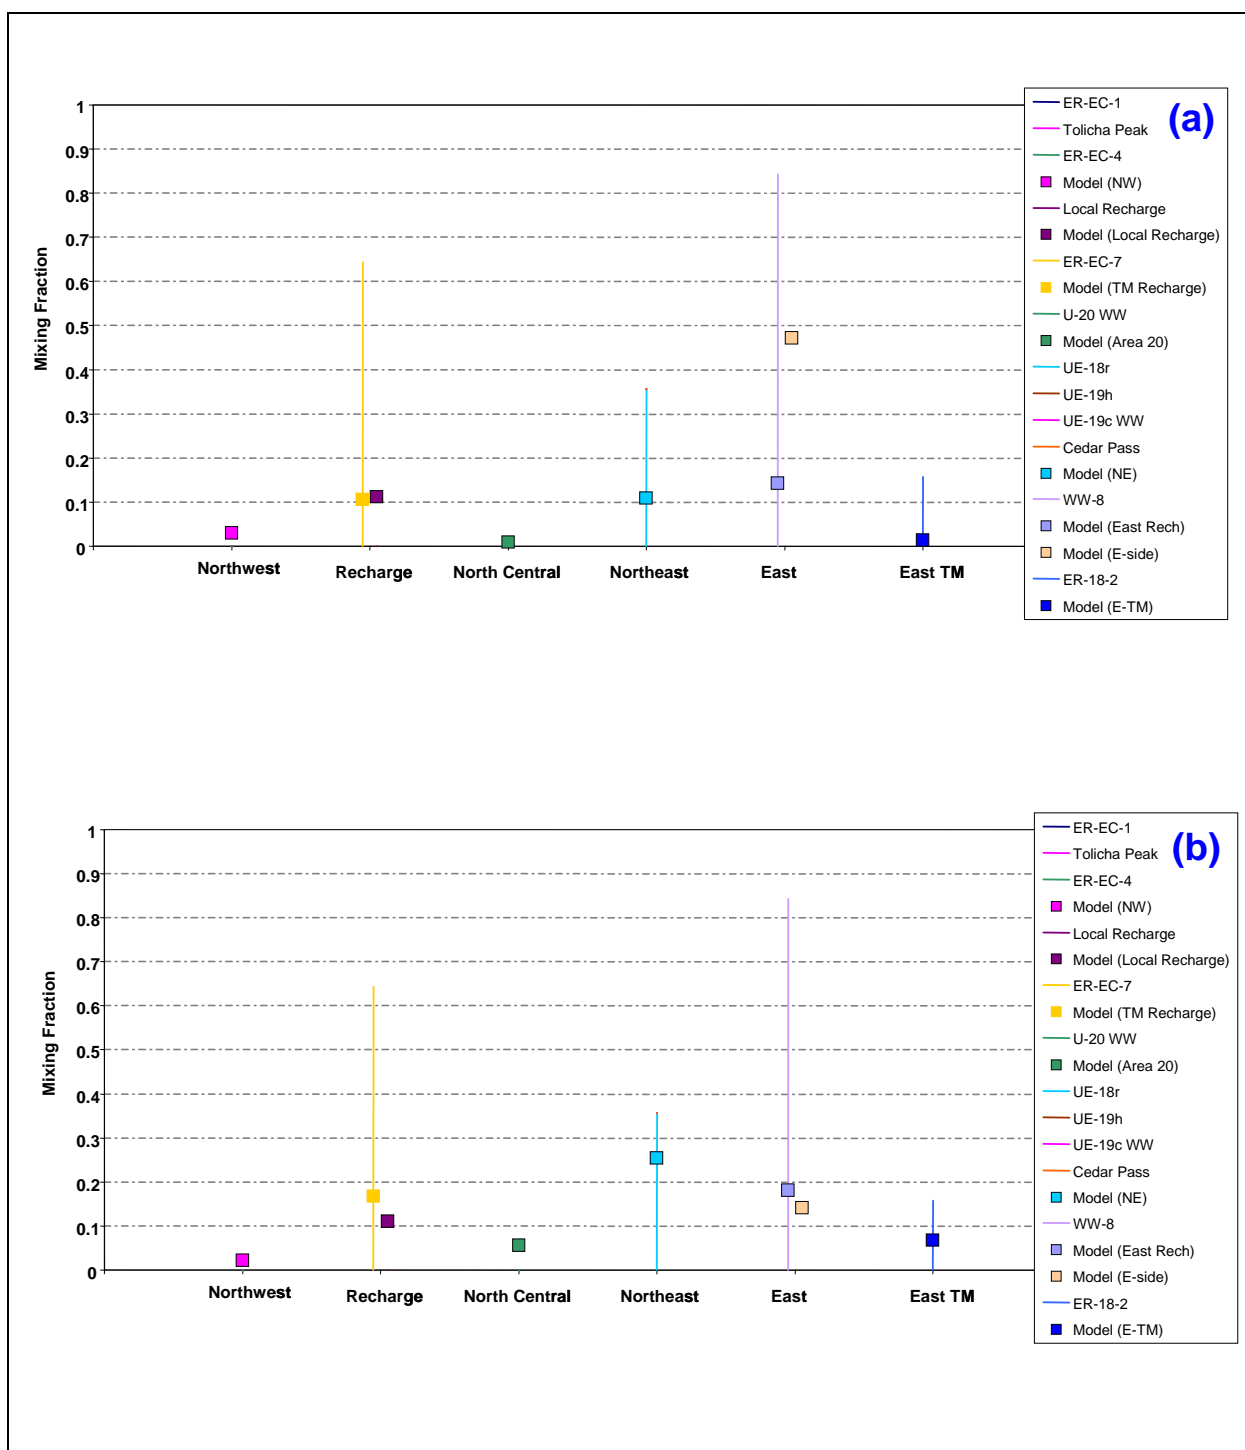 (a)
Mixing Fraction
1
0.9
0.8
0.7
0.6
0.5
0.4
0.3
0.2
0.1
0
Northwest
Recharge
North Central
Northeast
East
East TM
ER-EC-1
Tolicha Peak
ER-EC-4
Model (NW)
Local Recharge
Model (Local Recharge)
ER-EC-7
Model (TM Recharge)
U-20 WW
Model (Area 20)
UE-18r
UE-19h
UE-19c WW
Cedar Pass
Model (NE)
WW-8
Model (East Rech)
Model (E-side)
ER-18-2
Model (E-TM)
(b)
Mixing Fraction
1
0.9
0.8
0.7
0.6
0.5
0.4
0.3
0.2
0.1
0
Northwest
Recharge
North Central
Northeast
East
East TM
ER-EC-1
Tolicha Peak
ER-EC-4
Model (NW)
Local Recharge
Model (Local Recharge)
ER-EC-7
Model (TM Recharge)
U-20 WW
Model (Area 20)
UE-18r
UE-19h
UE-19c WW
Cedar Pass
Model (NE)
WW-8
Model (East Rech)
Model (E-side)
ER-18-2
Model (E-TM)